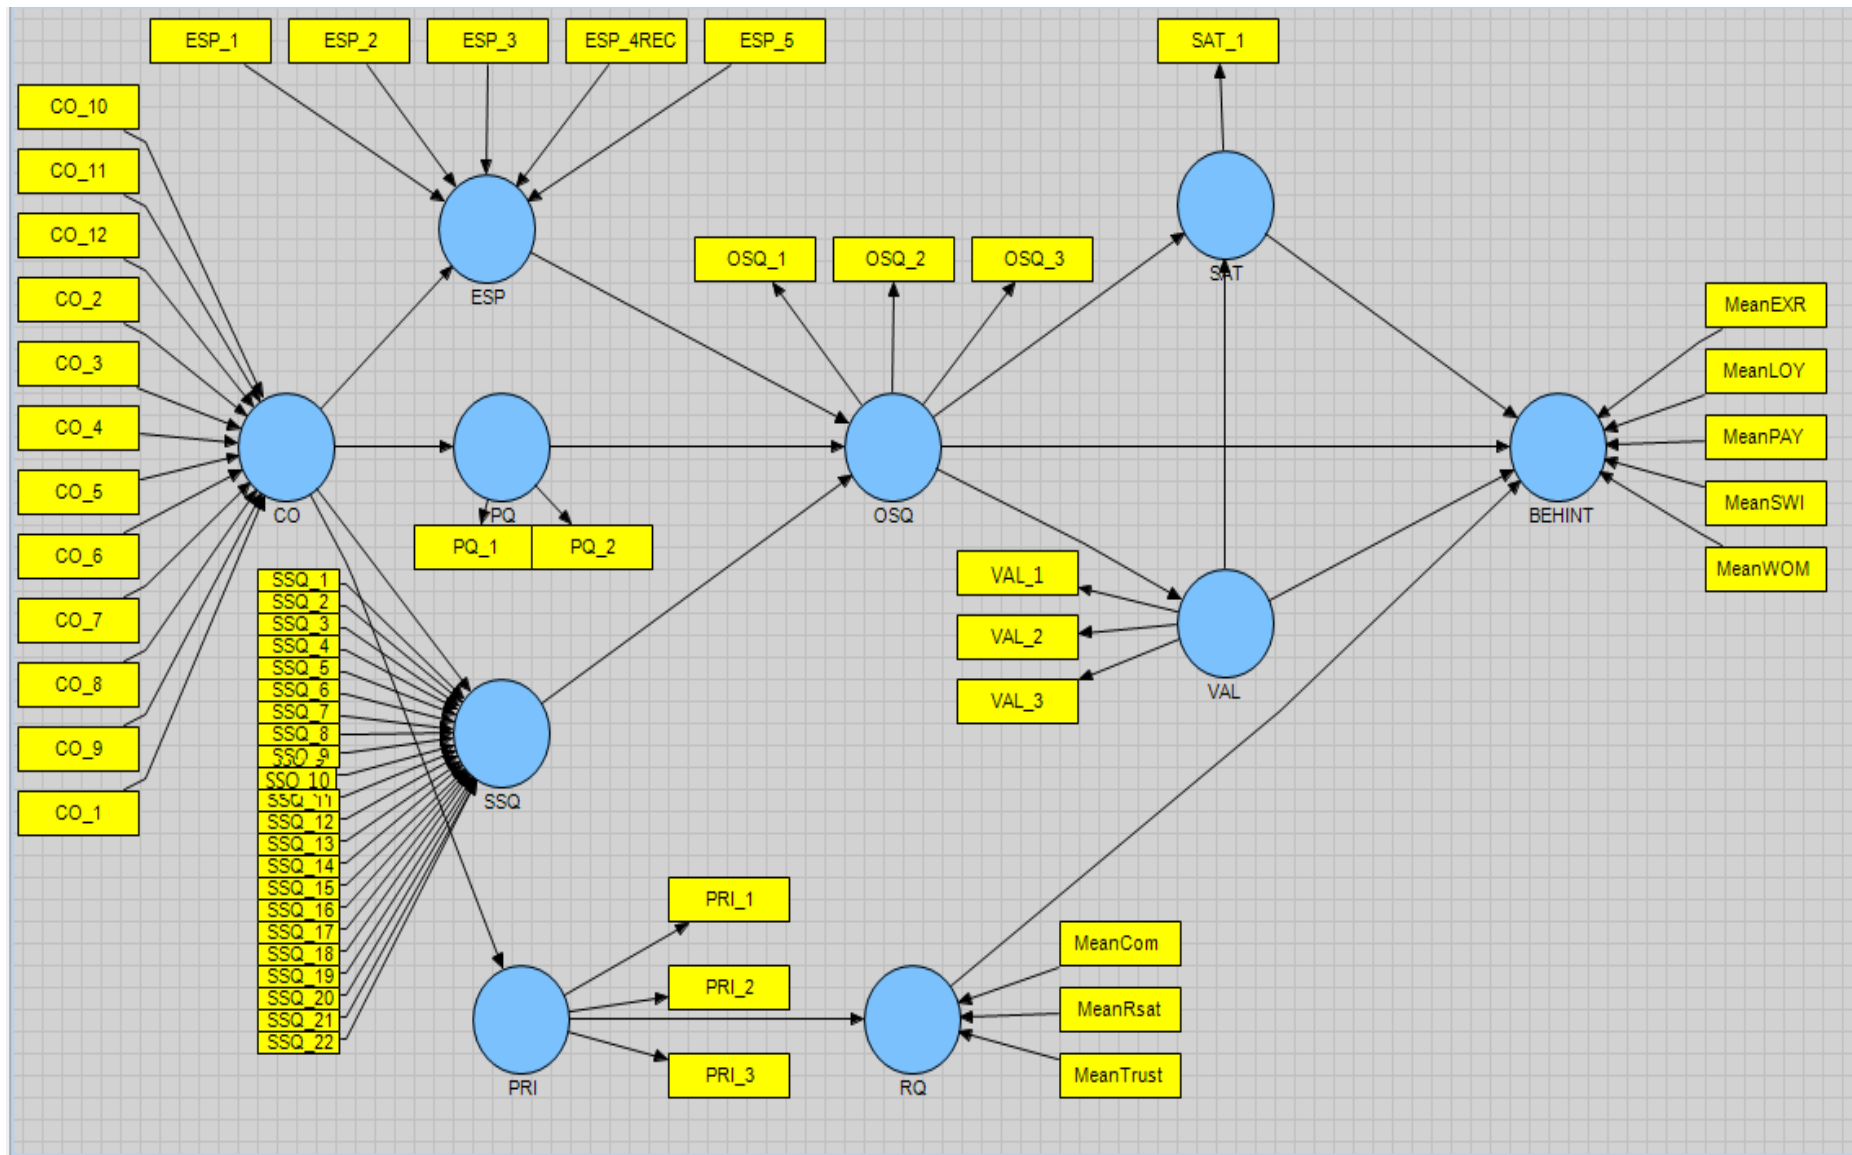 ESP_1
ESP_2
ESP_3
ESP_4REC
ESP_5
SAT_1
CO_10
CO_11
CO_12
CO_2
CO_3
CO_4
CO_5
CO_6
CO_7
CO_8
CO_9
CO_1
ESP
OSQ_1
OSQ_2
OSQ_3
SAT
MeanEXR
MeanLOY
MeanPAY
MeanSWI
MeanWOM
CO
PQ
OSQ
BEHINT
PQ_1
PQ_2
SSQ_1
SSQ_2
SSQ_3
SSQ_4
SSQ_5
SSQ_6
SSQ_7
SSQ_8
SSQ_9
SSQ_10
SSQ_11
SSQ_12
SSQ_13
SSQ_14
SSQ_15
SSQ_16
SSQ_17
SSQ_18
SSQ_19
SSQ_20
SSQ_21
SSQ_22
SSQ
VAL_1
VAL_2
VAL_3
VAL
PRI_1
PRI_2
PRI_3
PRI
RQ
MeanCom
MeanRsat
MeanTrust